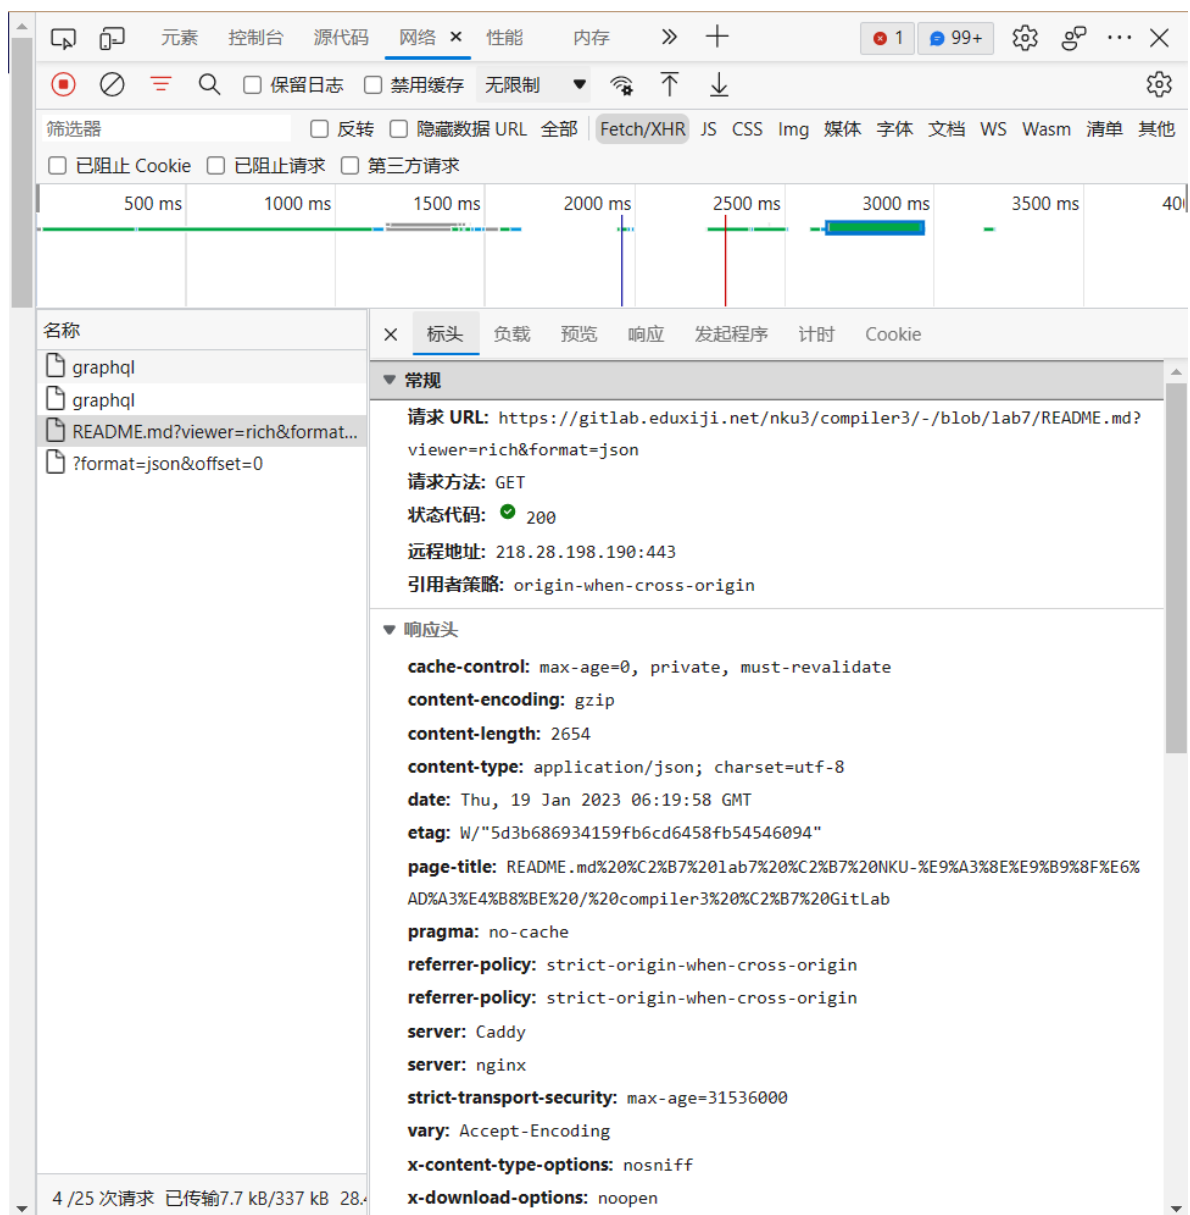 元素 控制台 源代码 网络 × 性能 内存 » + 1 99+ ···
保留日志 禁用缓存 无限制
筛选器 反转 隐藏数据 URL 全部 Fetch/XHR JS CSS Img 媒体 字体 文档 WS Wasm 清单 其他
已阻止 Cookie 已阻止请求 第三方请求
500 ms 1000 ms 1500 ms 2000 ms 2500 ms 3000 ms 3500 ms
名称
graphql
graphql
README.md?viewer=rich&format...
?format=json&offset=0
× 标头 负载 预览 响应 发起程序 计时 Cookie
常规
请求 URL: https://gitlab.eduxiji.net/nku3/compiler3/-/blob/lab7/README.md?
viewer=rich&format=json
请求方法: GET
状态代码: 200
远程地址: 218.28.198.190:443
引用者策略: origin-when-cross-origin
响应头
cache-control: max-age=0, private, must-revalidate
content-encoding: gzip
content-length: 2654
content-type: application/json; charset=utf-8
date: Thu, 19 Jan 2023 06:19:58 GMT
etag: W/"5d3b686934159fb6cd6458fb54546094"
page-title: README.md%20%C2%B7%20lab7%20%C2%B7%20NKU-%E9%A3%8E%E9%B9%8F%E6%
AD%A3%E4%B8%BE%20/%20compiler3%20%C2%B7%20GitLab
pragma: no-cache
referrer-policy: strict-origin-when-cross-origin
referrer-policy: strict-origin-when-cross-origin
server: Caddy
server: nginx
strict-transport-security: max-age=31536000
vary: Accept-Encoding
x-content-type-options: nosniff
x-download-options: noopen
4 /25 次请求 已传输7.7 kB/337 kB 28.